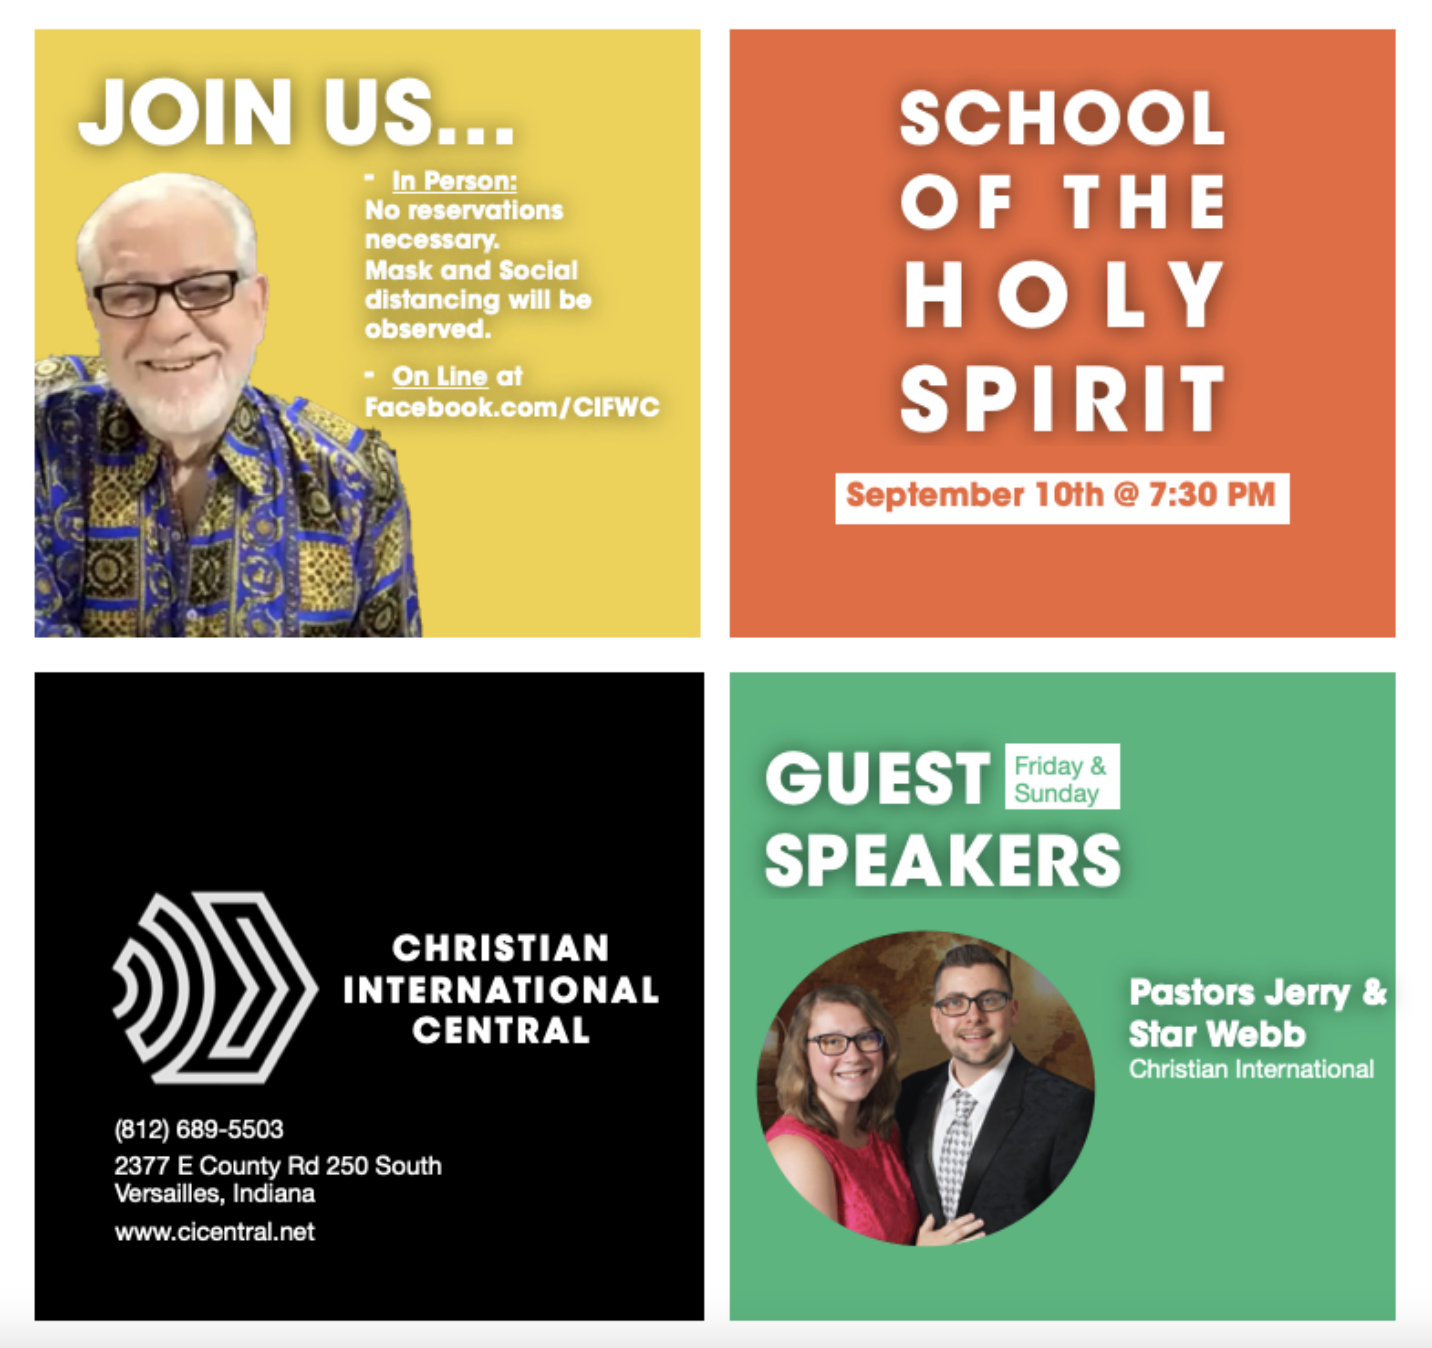 JOIN US...
- In Person:
No reservations
necessary.
Mask and Social
distancing will be
observed.
- On Line at
Facebook.com/CIFWC
SCHOOL
OF THE
HOLY
SPIRIT
September 10th @ 7:30 PM
CHRISTIAN
INTERNATIONAL
CENTRAL
(812) 689-5503
2377 E County Rd 250 South
Versailles, Indiana
www.cicentral.net
GUEST
Friday &
Sunday
SPEAKERS
Pastors Jerry &
Star Webb
Christian International